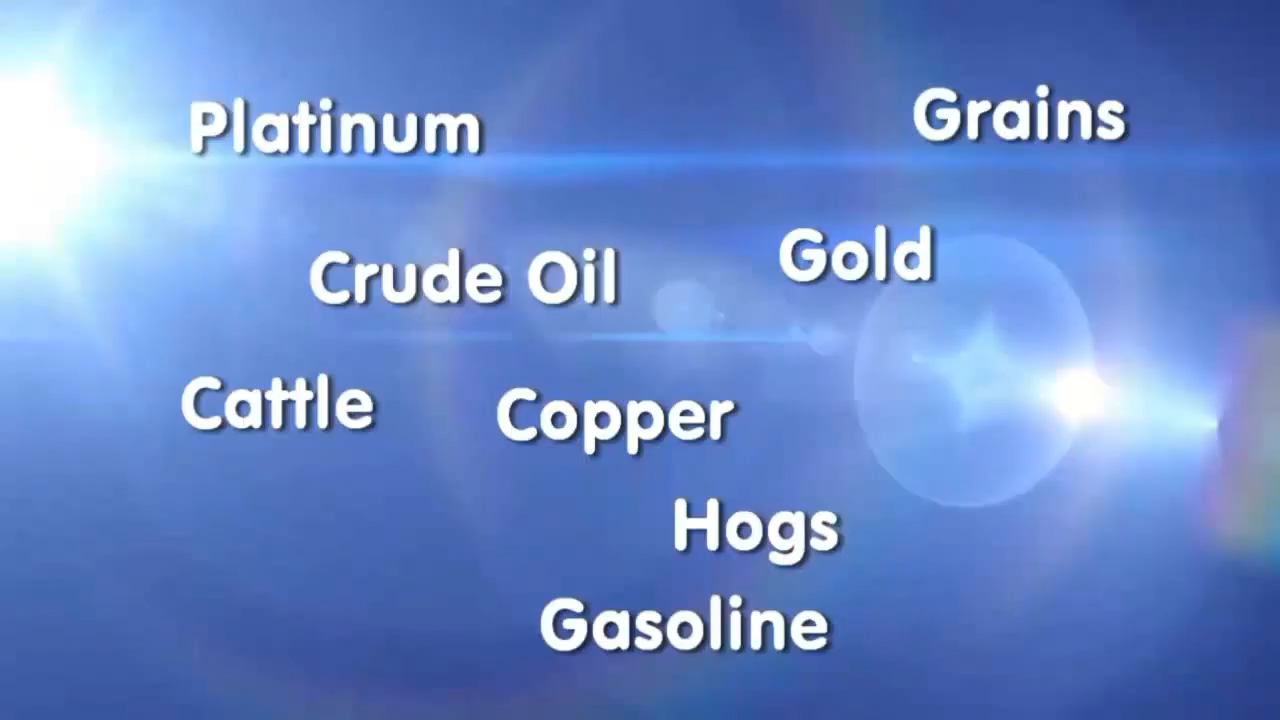 Platinum
Grains
Crude Oil
Gold
Cattle
Copper
Hogs
Gasoline